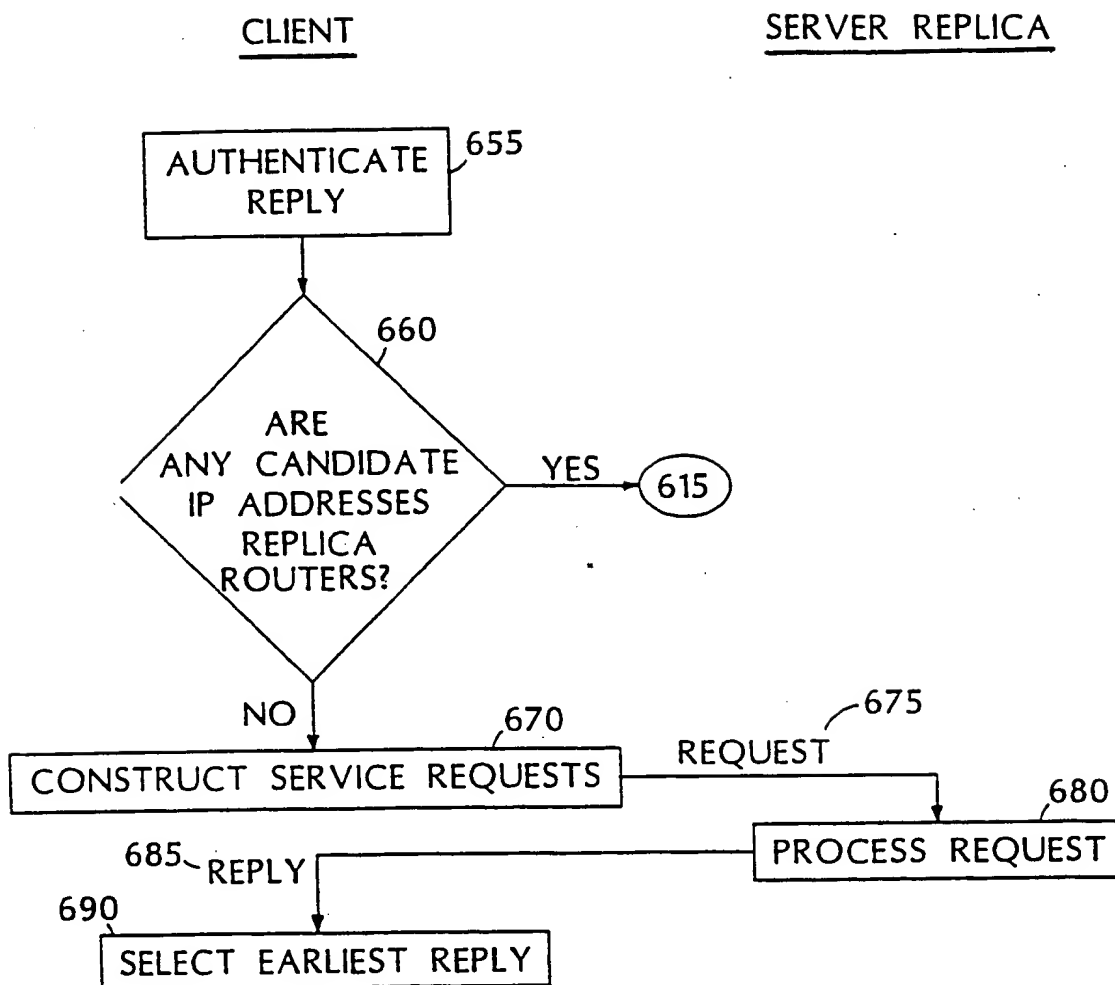 CLIENT
SERVER REPLICA
655
AUTHENTICATE
REPLY
660
ARE
ANY CANDIDATE
IP ADDRESSES
REPLICA
ROUTERS?
YES
615
NO
670
675
REQUEST
CONSTRUCT SERVICE REQUESTS
680
PROCESS REQUEST
685
REPLY
690
SELECT EARLIEST REPLY